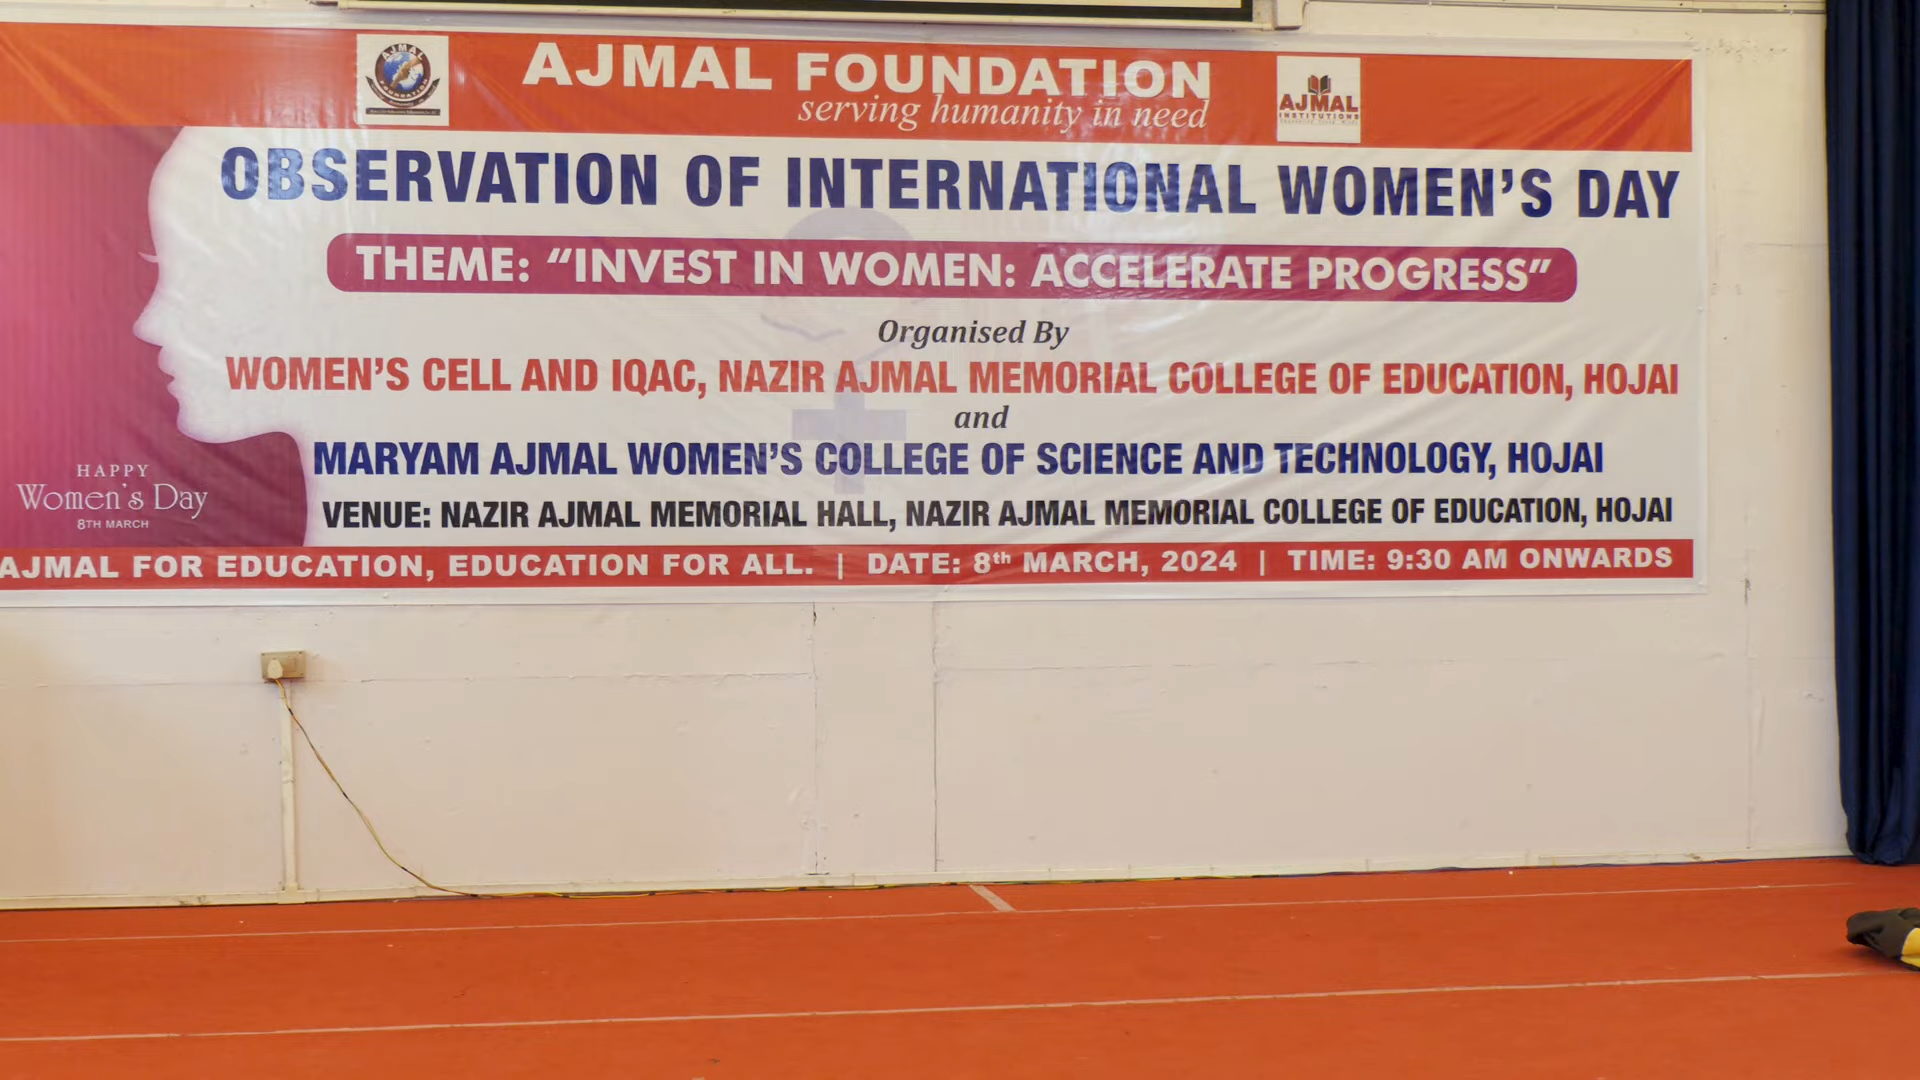 AJMAL FOUNDATION
serving humanity in need
AJMAL
FOUNDATION
AJMAL
INSTITUTIONS
OBSERVATION OF INTERNATIONAL WOMEN'S DAY
THEME: "INVEST IN WOMEN: ACCELERATE PROGRESS"
Organised By
WOMEN'S CELL AND IQAC, NAZIR AJMAL MEMORIAL COLLEGE OF EDUCATION, HOJAI
and
MARYAM AJMAL WOMEN'S COLLEGE OF SCIENCE AND TECHNOLOGY, HOJAI
VENUE: NAZIR AJMAL MEMORIAL HALL, NAZIR AJMAL MEMORIAL COLLEGE OF EDUCATION, HOJAI
HAPPY
Women's Day
8TH MARCH
AJMAL FOR EDUCATION, EDUCATION FOR ALL. | DATE: 8th MARCH, 2024 | TIME: 9:30 AM ONWARDS